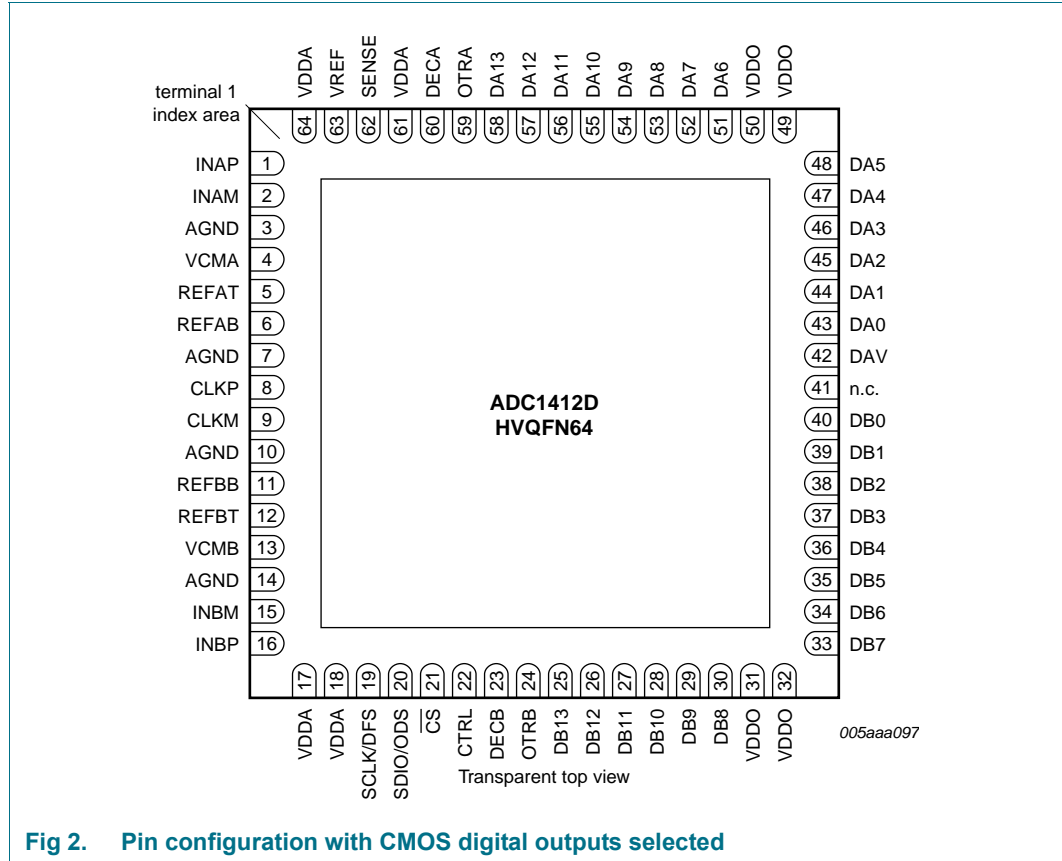 VDDA VREF SENSE VDDA DECA OTRA DA13 DA12 DA11 DA10 DA9 DA8 DA7 DA6 VDDO VDDO
terminal 1
index area
64 63 62 61 60 59 58 57 56 55 54 53 52 51 50 49
INAP 1 48 DA5
INAM 2 47 DA4
AGND 3 46 DA3
VCMA 4 45 DA2
REFAT 5 44 DA1
REFAB 6 43 DA0
AGND 7 42 DAV
CLKP 8 41 n.c.
ADC1412D
HVQFN64
CLKM 9 40 DB0
AGND 10 39 DB1
REFBB 11 38 DB2
REFBT 12 37 DB3
VCMB 13 36 DB4
AGND 14 35 DB5
INBM 15 34 DB6
INBP 16 33 DB7
17 18 19 20 21 22 23 24 25 26 27 28 29 30 31 32
VDDA VDDA SCLK/DFS SDIO/ODS CS CTRL DECB OTRB DB13 DB12 DB11 DB10 DB9 DB8 VDDO VDDO
005aaa097
Transparent top view
Fig 2. Pin configuration with CMOS digital outputs selected